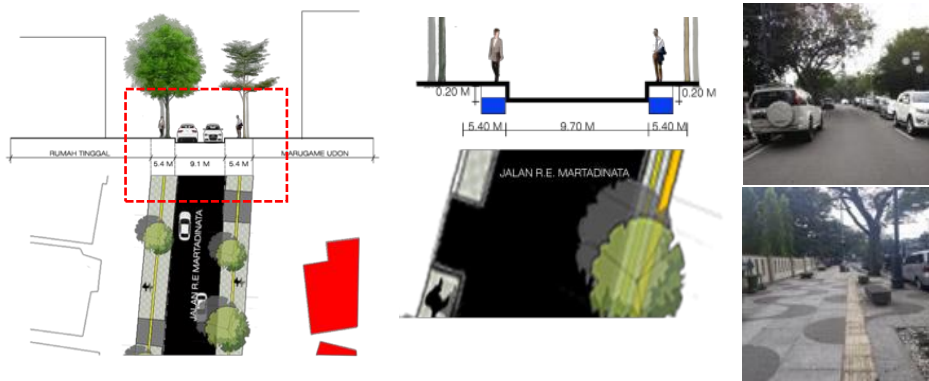 RUMAH TINGGAL
5.4 M
9.1 M
5.4 M
MARUGAME UDON
JALAN R.E MARTADINATA
0.20 M
0.20 M
5.40 M
9.70 M
5.40 M
JALAN R.E. MARTADINATA